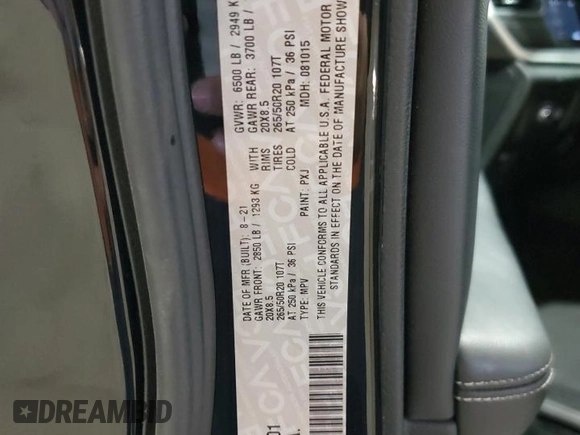 DATE OF MFR (BUILT): 8-21 GVWR: 6500 LB / 2949 K
GAWR FRONT: 2850 LB / 1293 KG WITH GAWR REAR: 3700 LB /
20X8.5 RIMS 20X8.5
265/50R20 107T TIRES 265/50R20 107T
AT 250 kPa / 36 PSI COLD AT 250 kPa / 36 PSI
TYPE: MPV PAINT: PXJ MDH: 081015
THIS VEHICLE CONFORMS TO ALL APPLICABLE U.S.A. FEDERAL MOTOR
STANDARDS IN EFFECT ON THE DATE OF MANUFACTURE SHOW
DREAMBID